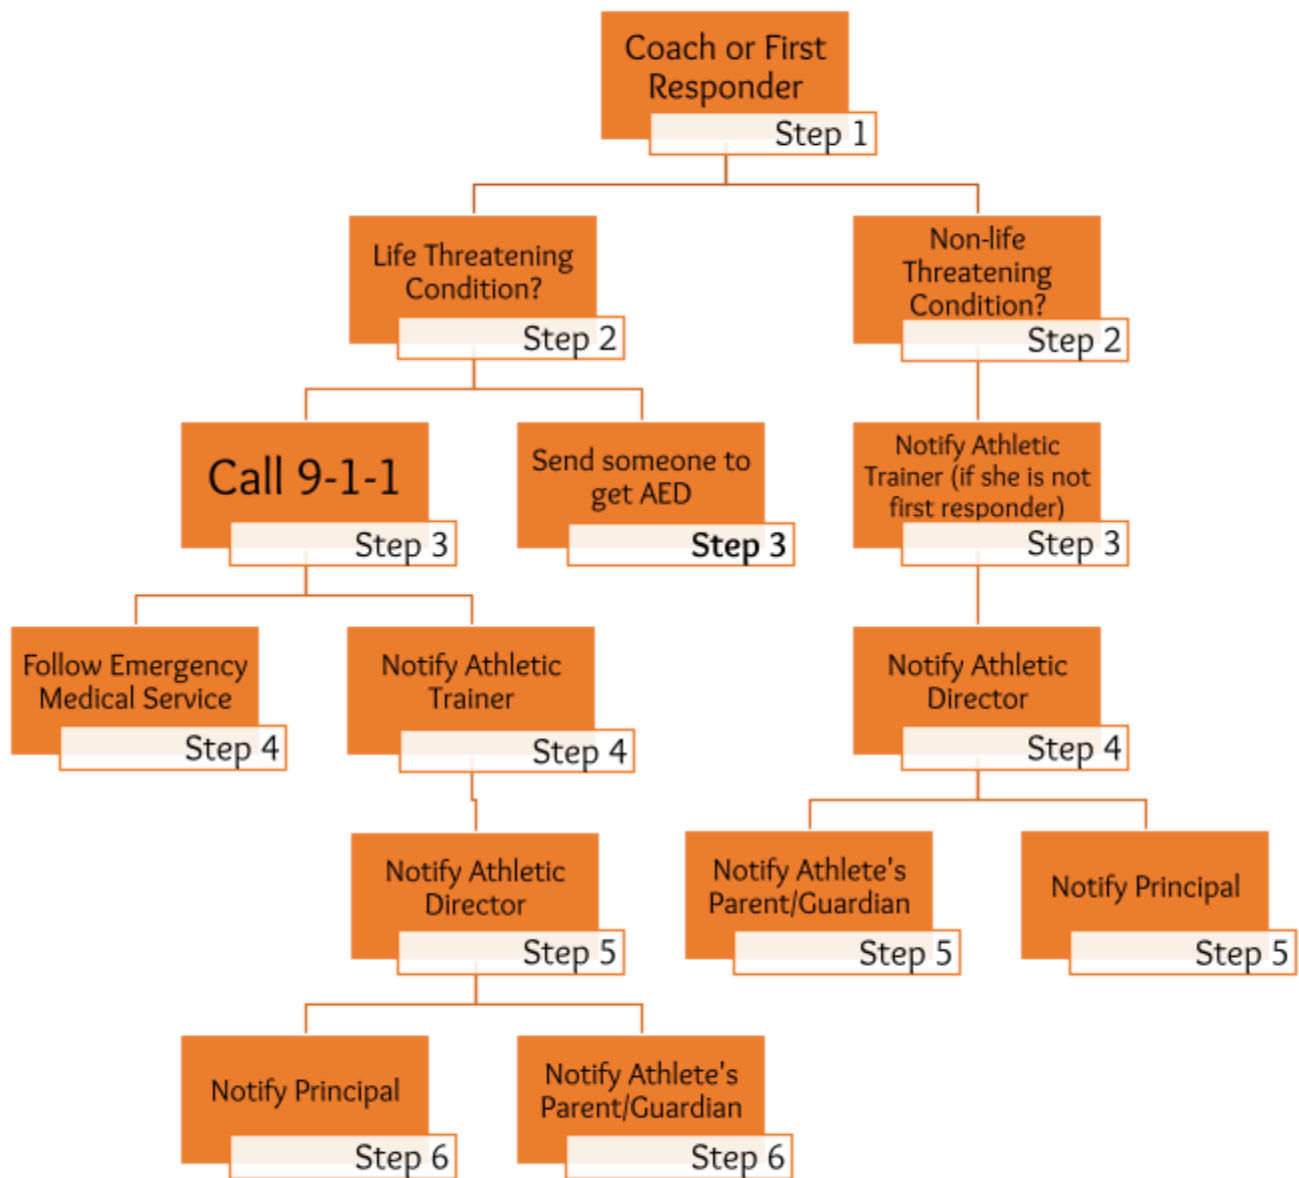 Coach or First
Responder
Step 1
Life Threatening
Condition?
Step 2
Non-life
Threatening
Condition?
Step 2
Call 9-1-1
Step 3
Send someone to
get AED
Step 3
Notify Athletic
Trainer (if she is not
first responder)
Step 3
Follow Emergency
Medical Service
Step 4
Notify Athletic
Trainer
Step 4
Notify Athletic
Director
Step 4
Notify Athletic
Director
Step 5
Notify Athlete's
Parent/Guardian
Step 5
Notify Principal
Step 5
Notify Principal
Step 6
Notify Athlete's
Parent/Guardian
Step 6